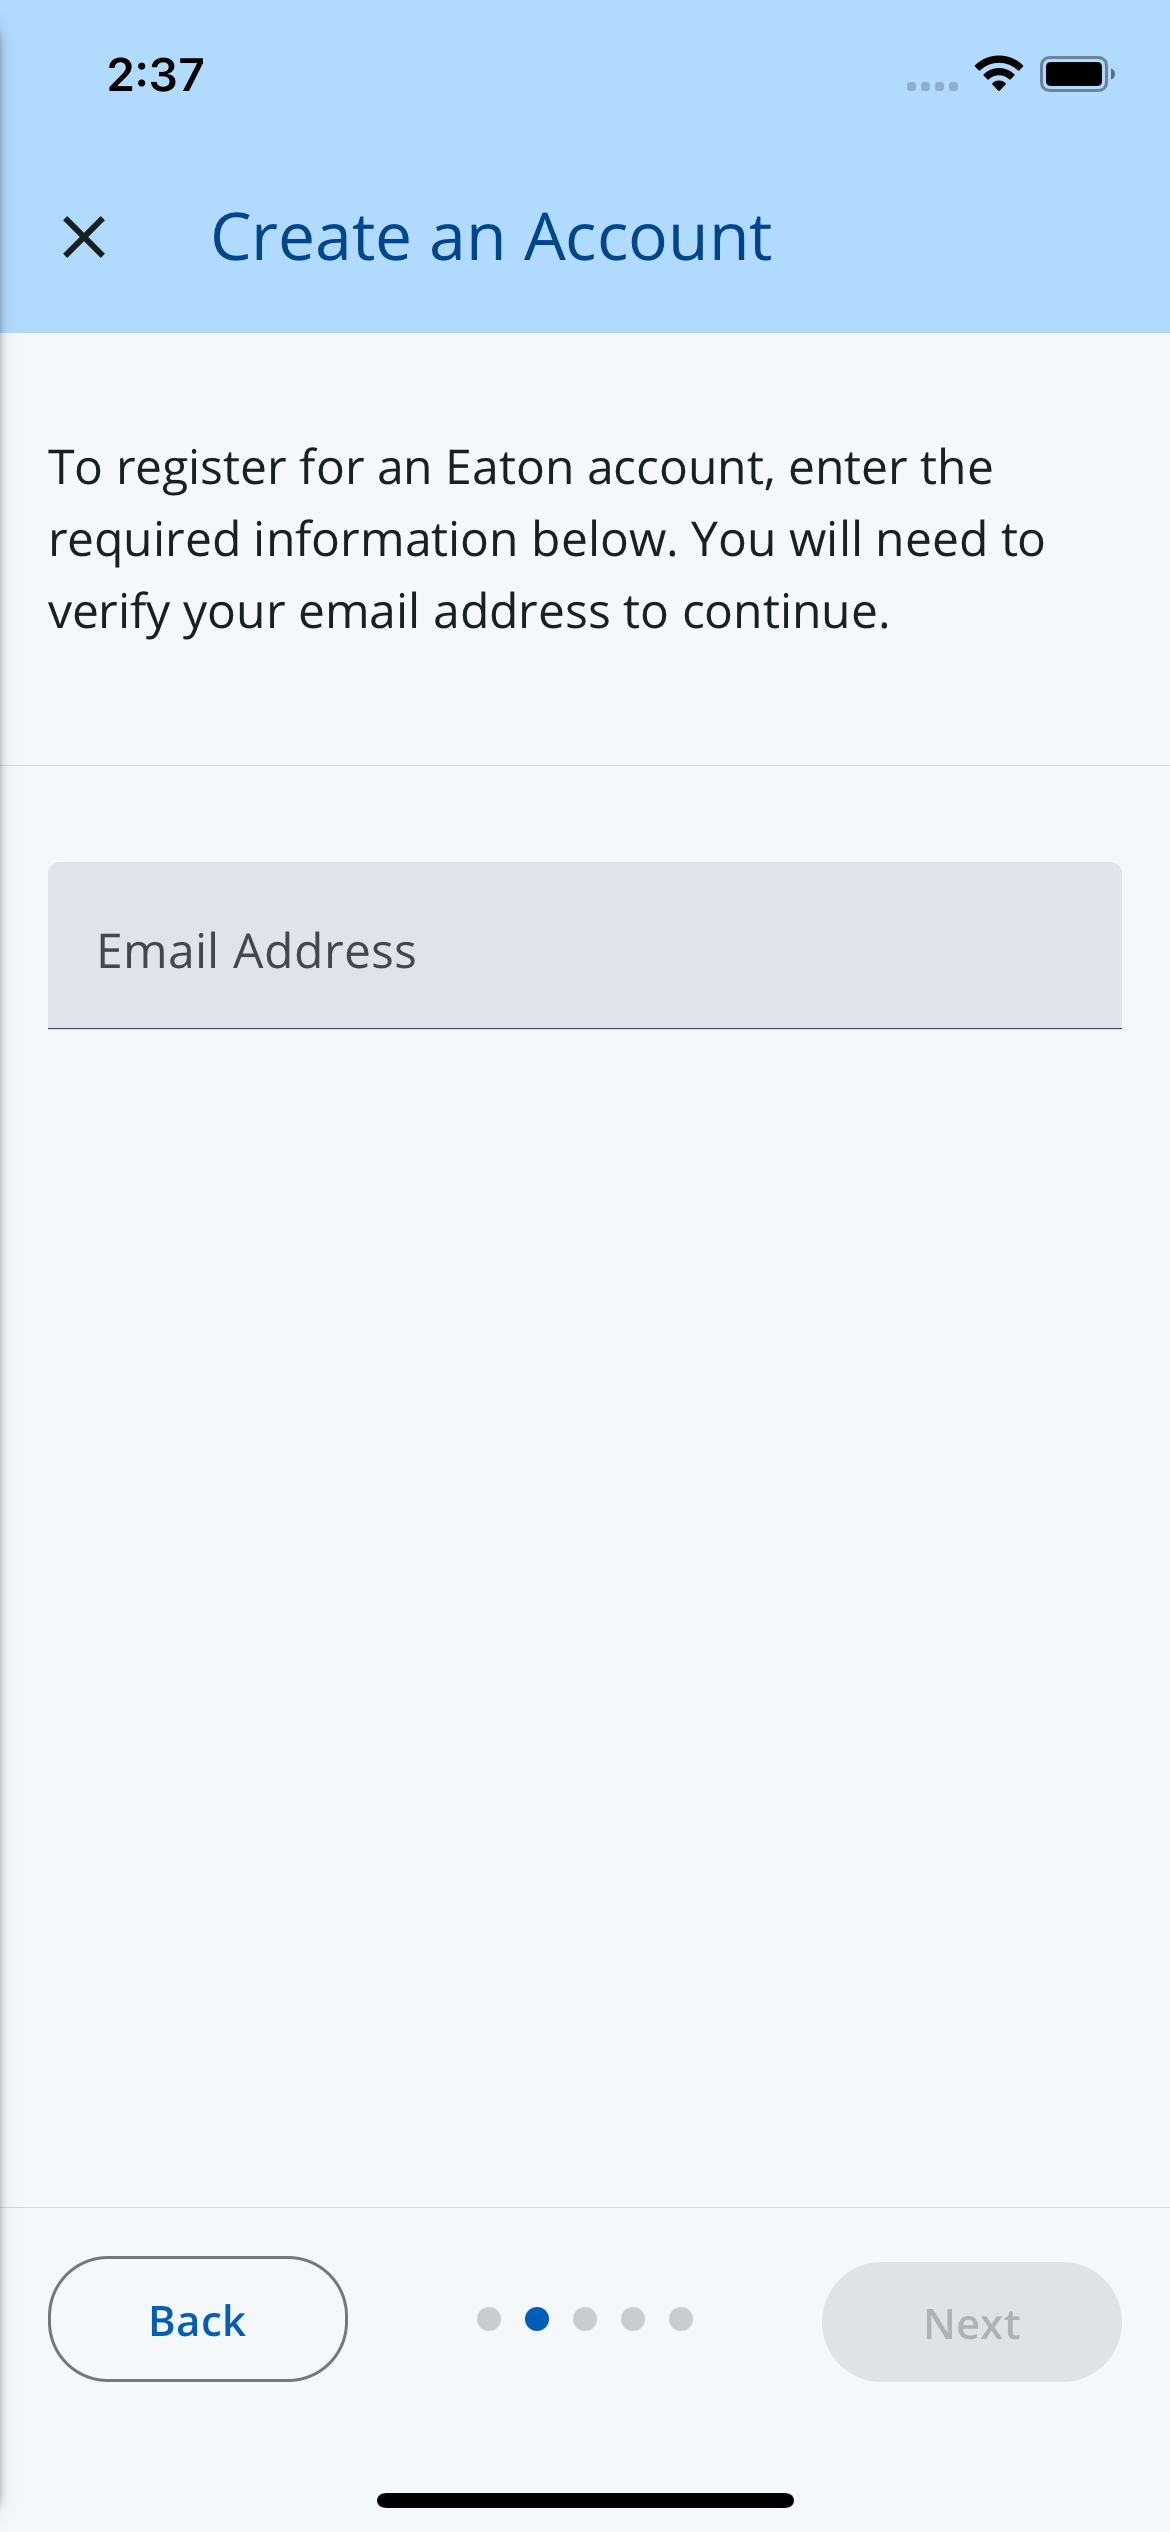 2:37
Create an Account
To register for an Eaton account, enter the
required information below. You will need to
verify your email address to continue.
Email Address
Back
Next